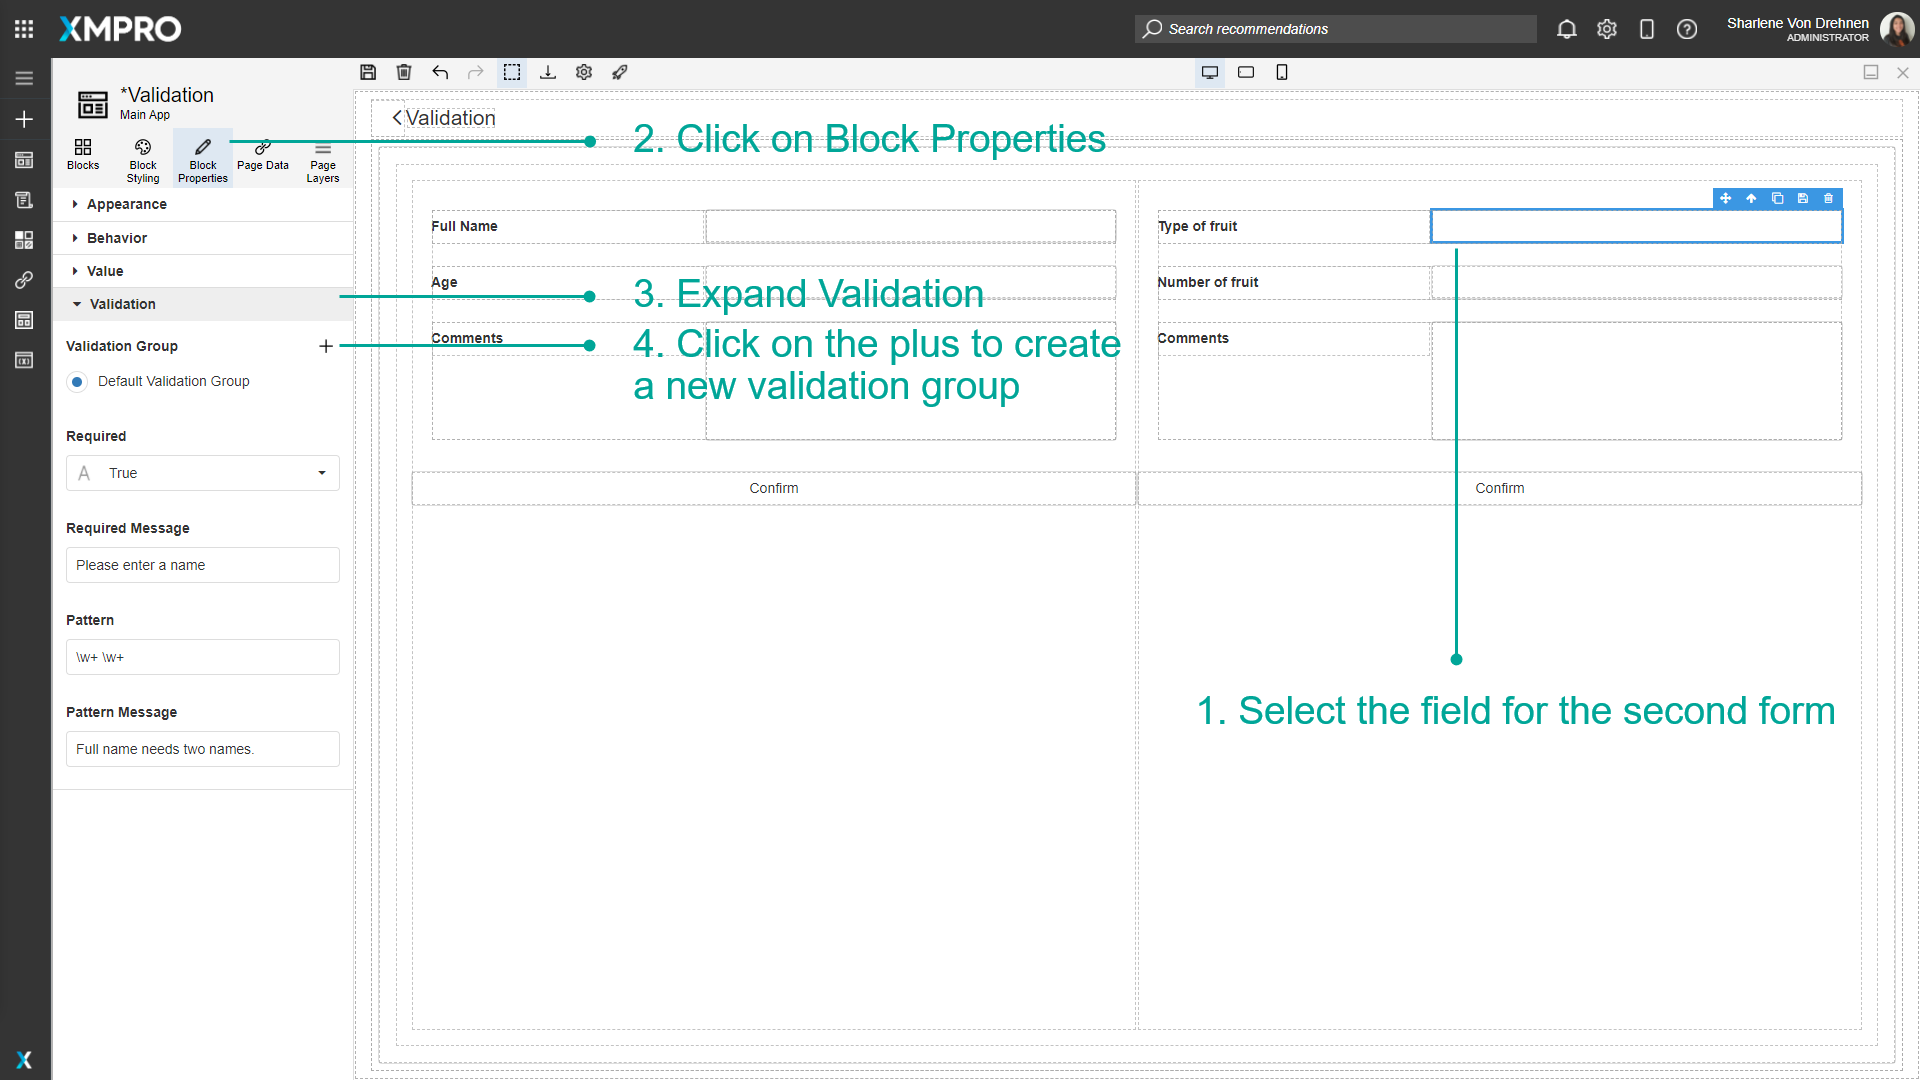 XMPRO
Search recommendations
Sharlene Von Drehnen
ADMINISTRATOR
*Validation
Main App
Blocks
Block Styling
Block Properties
Page Data
Page Layers
Appearance
Behavior
Value
Validation
Validation Group
Default Validation Group
Required
A True
Required Message
Please enter a name
Pattern
\w+ \w+
Pattern Message
Full name needs two names.
Validation
2. Click on Block Properties
Full Name
Type of fruit
Age
3. Expand Validation
Number of fruit
Comments
4. Click on the plus to create
a new validation group
Comments
Confirm
Confirm
1. Select the field for the second form
X